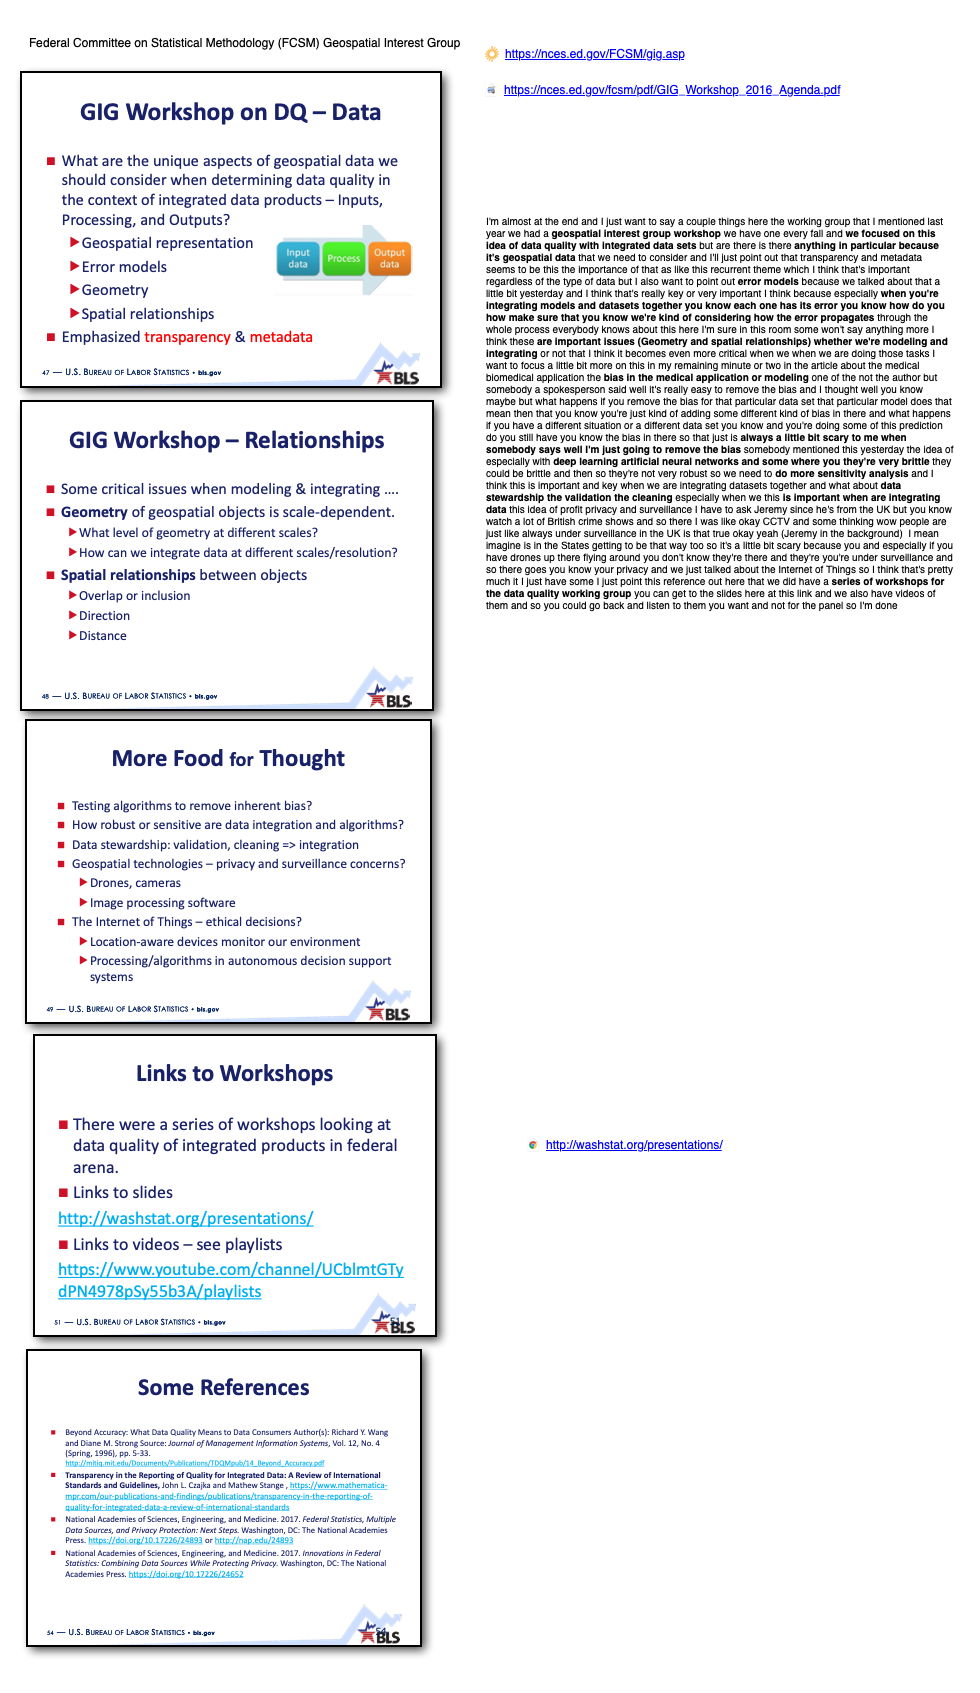 Federal Committee on Statistical Methodology (FCSM) Geospatial Interest Group
https://nces.ed.gov/FCSM/gig.asp
https://nces.ed.gov/fcsm/pdf/GIG_Workshop_2016_Agenda.pdf
GIG Workshop on DQ – Data
What are the unique aspects of geospatial data we
should consider when determining data quality in
the context of integrated data products – Inputs,
Processing, and Outputs?
Geospatial representation
Error models
Geometry
Spatial relationships
Input
data
Process
Output
data
Emphasized transparency & metadata
47 — U.S. BUREAU OF LABOR STATISTICS • bls.gov
BLS
I'm almost at the end and I just want to say a couple things here the working group that I mentioned last
year we had a geospatial interest group workshop we have one every fall and we focused on this
idea of data quality with integrated data sets but are there is there anything in particular because
it's geospatial data that we need to consider and I'll just point out that transparency and metadata
seems to be this the importance of that as like this recurrent theme which I think that's important
regardless of the type of data but I also want to point out error models because we talked about that a
little bit yesterday and I think that's really key or very important I think because especially when you're
integrating models and datasets together you know each one has its error you know how do you
how make sure that you know we're kind of considering how the error propagates through the
whole process everybody knows about this here I'm sure in this room some won't say anything more I
think these are important issues (Geometry and spatial relationships) whether we're modeling and
integrating or not that I think it becomes even more critical when we when we are doing those tasks I
want to focus a little bit more on this in my remaining minute or two in the article about the medical
biomedical application the bias in the medical application or modeling one of the not the author but
somebody a spokesperson said well it's really easy to remove the bias and I thought well you know
maybe but what happens if you remove the bias for that particular data set that particular model does that
mean then that you know you're just kind of adding some different kind of bias in there and what happens
if you have a different situation or a different data set you know and you're doing some of this prediction
do you still have you know the bias in there so that just is always a little bit scary to me when
somebody says well I'm just going to remove the bias somebody mentioned this yesterday the idea of
especially with deep learning artificial neural networks and some where you they're very brittle they
could be brittle and then so they're not very robust so we need to do more sensitivity analysis and I
think this is important and key when we are integrating datasets together and what about data
stewardship the validation the cleaning especially when we this is important when are integrating
data this idea of profit privacy and surveillance I have to ask Jeremy since he's from the UK but you know
watch a lot of British crime shows and so there I was like okay CCTV and some thinking wow people are
just like always under surveillance in the UK is that true okay yeah (Jeremy in the background)  I mean
imagine is in the States getting to be that way too so it's a little bit scary because you and especially if you
have drones up there flying around you don't know they're there and they're you're under surveillance and
so there goes you know your privacy and we just talked about the Internet of Things so I think that's pretty
much it I just have some I just point this reference out here that we did have a series of workshops for
the data quality working group you can get to the slides here at this link and we also have videos of
them and so you could go back and listen to them you want and not for the panel so I'm done
GIG Workshop – Relationships
Some critical issues when modeling & integrating ....
Geometry of geospatial objects is scale-dependent.
What level of geometry at different scales?
How can we integrate data at different scales/resolution?
Spatial relationships between objects
Overlap or inclusion
Direction
Distance
48 — U.S. BUREAU OF LABOR STATISTICS • bls.gov
BLS
More Food for Thought
Testing algorithms to remove inherent bias?
How robust or sensitive are data integration and algorithms?
Data stewardship: validation, cleaning => integration
Geospatial technologies – privacy and surveillance concerns?
Drones, cameras
Image processing software
The Internet of Things – ethical decisions?
Location-aware devices monitor our environment
Processing/algorithms in autonomous decision support
systems
49 — U.S. BUREAU OF LABOR STATISTICS • bls.gov
BLS
Links to Workshops
There were a series of workshops looking at
data quality of integrated products in federal
arena.
Links to slides
http://washstat.org/presentations/
Links to videos – see playlists
https://www.youtube.com/channel/UCblmtGTy
dPN4978pSy55b3A/playlists
51 — U.S. BUREAU OF LABOR STATISTICS • bls.gov
51
BLS
http://washstat.org/presentations/
Some References
Beyond Accuracy: What Data Quality Means to Data Consumers Author(s): Richard Y. Wang
and Diane M. Strong Source: Journal of Management Information Systems, Vol. 12, No. 4
(Spring, 1996), pp. 5-33.
http://mitiq.mit.edu/Documents/Publications/TDQMpub/14_Beyond_Accuracy.pdf
Transparency in the Reporting of Quality for Integrated Data: A Review of International
Standards and Guidelines, John L. Czajka and Mathew Stange , https://www.mathematica-
mpr.com/our-publications-and-findings/publications/transparency-in-the-reporting-of-
quality-for-integrated-data-a-review-of-international-standards
National Academies of Sciences, Engineering, and Medicine. 2017. Federal Statistics, Multiple
Data Sources, and Privacy Protection: Next Steps. Washington, DC: The National Academies
Press. https://doi.org/10.17226/24893 or http://nap.edu/24893
National Academies of Sciences, Engineering, and Medicine. 2017. Innovations in Federal
Statistics: Combining Data Sources While Protecting Privacy. Washington, DC: The National
Academies Press. https://doi.org/10.17226/24652
54 — U.S. BUREAU OF LABOR STATISTICS • bls.gov
54
BLS